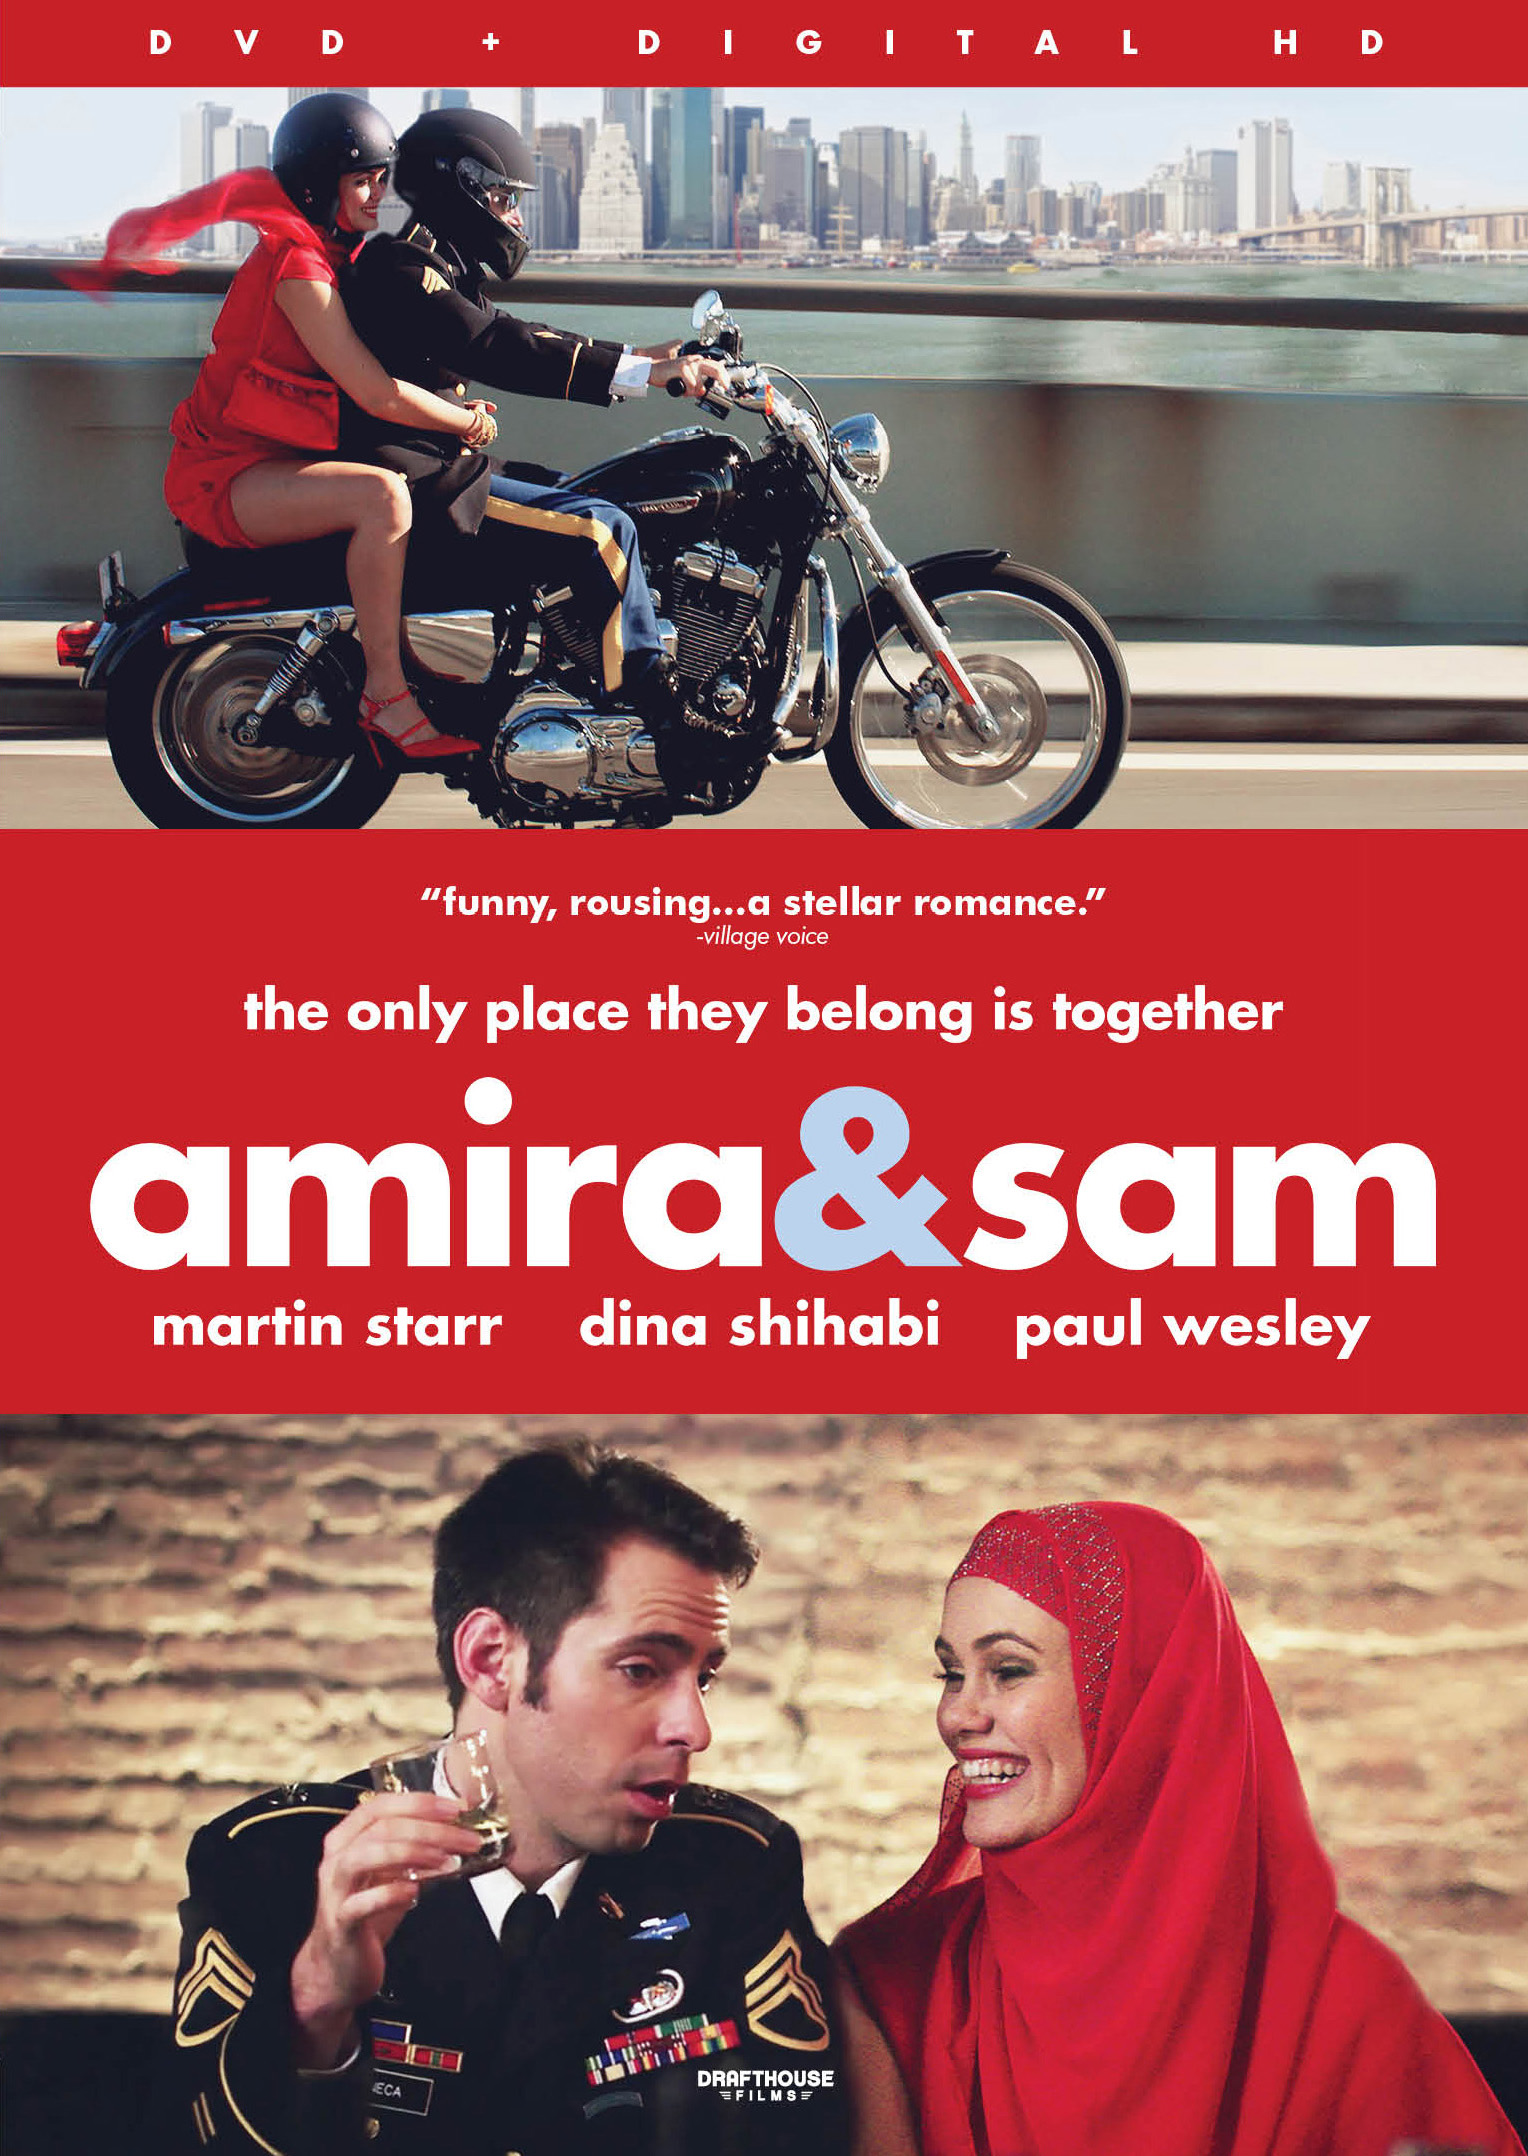 DVD + DIGITAL HD
“funny, rousing...a stellar romance.”
-village voice
the only place they belong is together
amira&sam
martin starr dina shihabi paul wesley
DRAFTHOUSE
FILMS